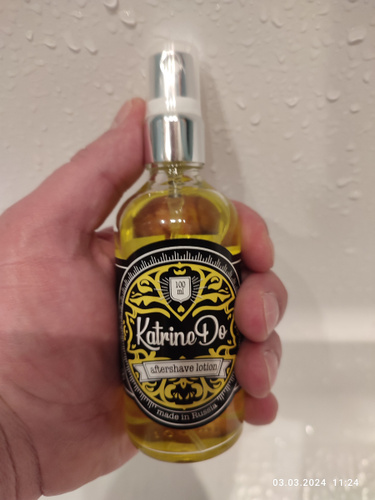 100
ml
KatrineDo
aftershave lotion
made in Russia
03.03.2024 11:24